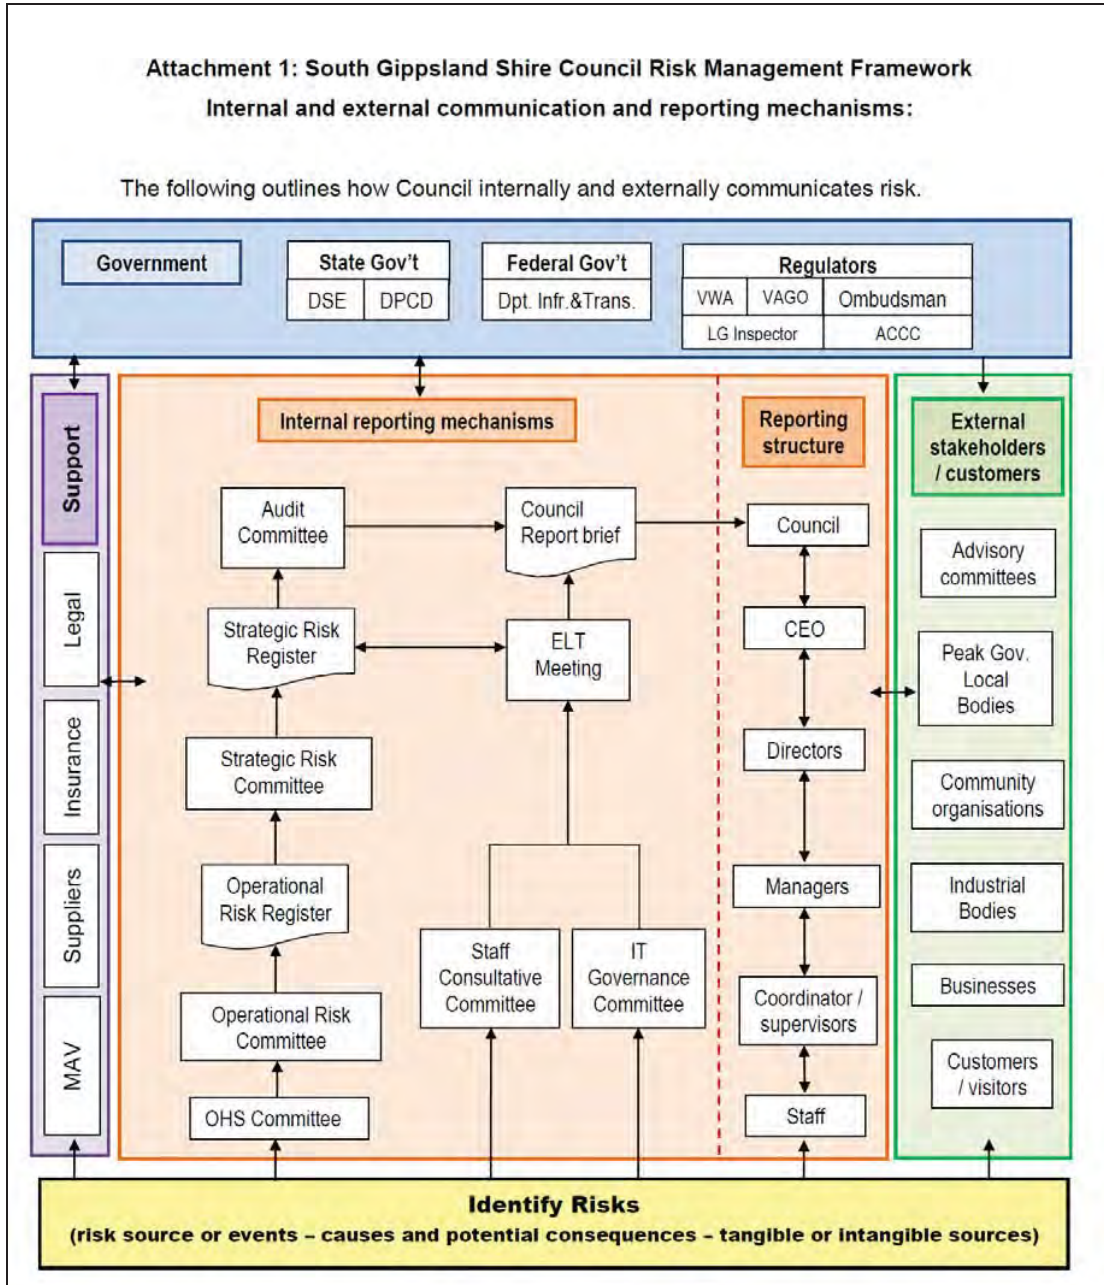 Attachment 1: South Gippsland Shire Council Risk Management Framework
Internal and external communication and reporting mechanisms:
The following outlines how Council internally and externally communicates risk.
Government
State Gov't
DSE
DPCD
Federal Gov't
Dpt. Infr.&Trans.
Regulators
VWA
VAGO
Ombudsman
LG Inspector
ACCC
Support
Legal
Insurance
Suppliers
MAV
Internal reporting mechanisms
Audit
Committee
Council
Report brief
Strategic Risk
Register
ELT
Meeting
Strategic Risk
Committee
Operational
Risk Register
Staff
Consultative
Committee
IT
Governance
Committee
Operational Risk
Committee
OHS Committee
Reporting
structure
Council
CEO
Directors
Managers
Coordinator /
supervisors
Staff
External
stakeholders
/ customers
Advisory
committees
Peak Gov.
Local
Bodies
Community
organisations
Industrial
Bodies
Businesses
Customers
/ visitors
Identify Risks
(risk source or events – causes and potential consequences – tangible or intangible sources)